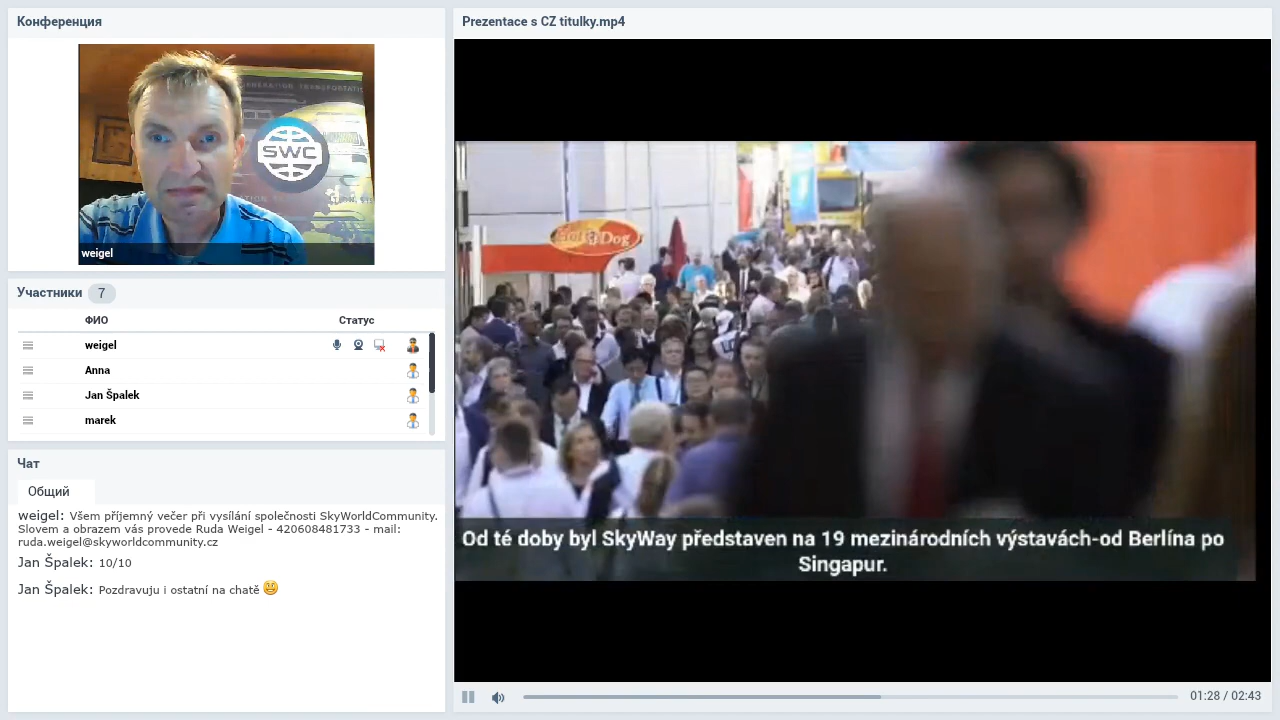 Конференция
GENERATION TRANSPORTATI
SWC
weigel
Участники 7
ФИО Статус
weigel
Anna
Jan Špalek
marek
Чат
Общий
weigel: Všem příjemný večer při vysílání společnosti SkyWorldCommunity.
Slovem a obrazem vás provede Ruda Weigel - 420608481733 - mail:
ruda.weigel@skyworldcommunity.cz
Jan Špalek: 10/10
Jan Špalek: Pozdravuju i ostatní na chatě
Prezentace s CZ titulky.mp4
Hot Dog
Od té doby byl SkyWay představen na 19 mezinárodních výstavách-od Berlína po
Singapur.
01:28 / 02:43